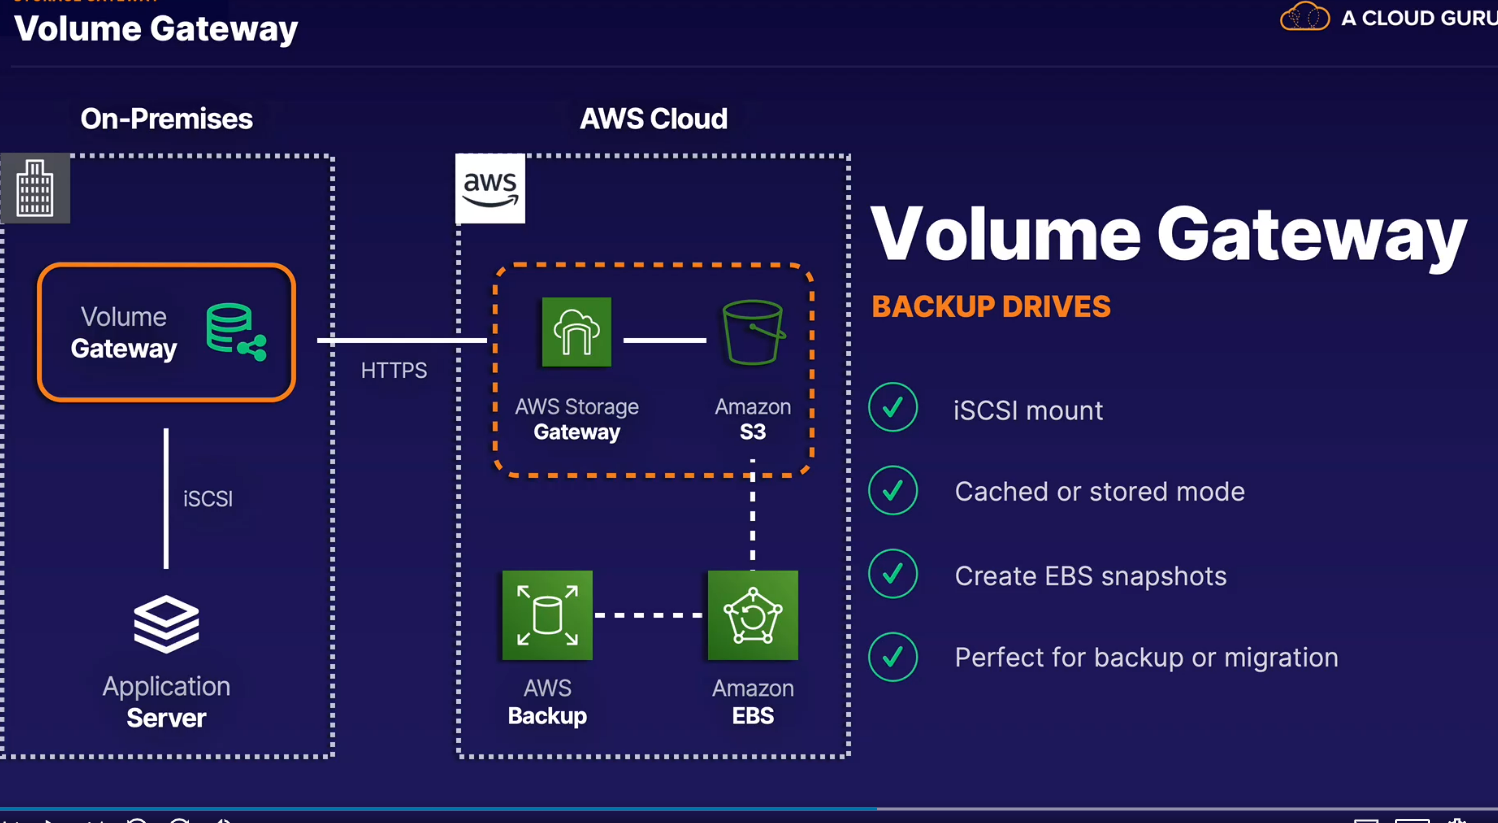 STORAGE GATEWAY
Volume Gateway
A CLOUD GURU
On-Premises
AWS Cloud
aws
Volume
Gateway
HTTPS
AWS Storage
Gateway
Amazon
S3
iSCSI
Application
Server
AWS
Backup
Amazon
EBS
Volume Gateway
BACKUP DRIVES
iSCSI mount
Cached or stored mode
Create EBS snapshots
Perfect for backup or migration